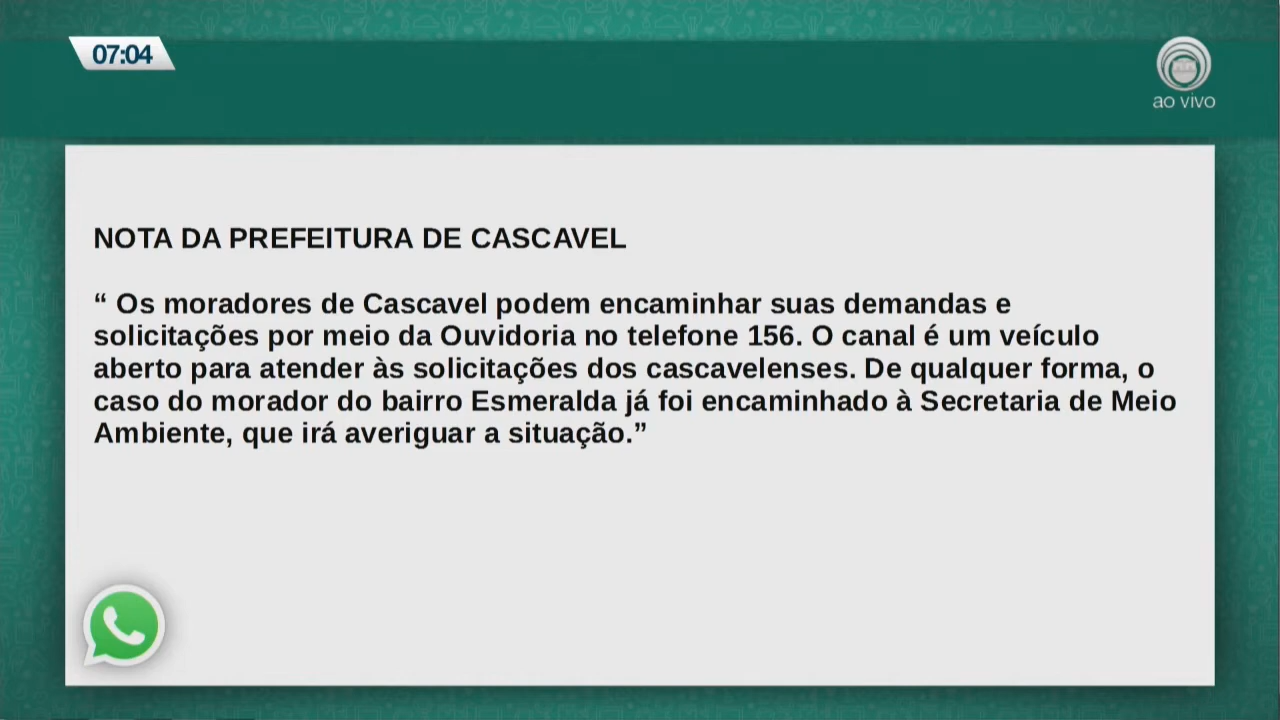 07:04
ao vivo
NOTA DA PREFEITURA DE CASCAVEL
“ Os moradores de Cascavel podem encaminhar suas demandas e
solicitações por meio da Ouvidoria no telefone 156. O canal é um veículo
aberto para atender às solicitações dos cascavelenses. De qualquer forma, o
caso do morador do bairro Esmeralda já foi encaminhado à Secretaria de Meio
Ambiente, que irá averiguar a situação.”